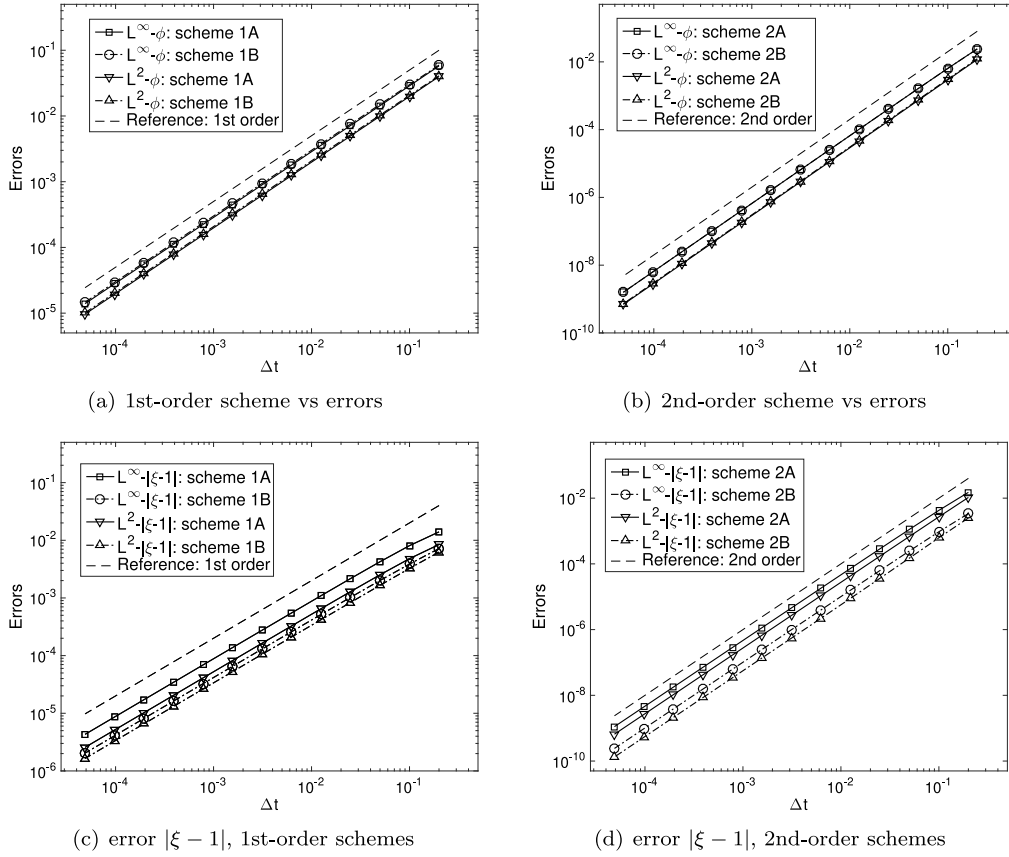 L∞-ϕ: scheme 1A
L∞-ϕ: scheme 1B
L²-ϕ: scheme 1A
L²-ϕ: scheme 1B
Reference: 1st order
10⁻¹
10⁻²
10⁻³
10⁻⁴
10⁻⁵
Errors
10⁻⁴ 10⁻³ 10⁻² 10⁻¹
Δt
(a) 1st-order scheme vs errors
L∞-ϕ: scheme 2A
L∞-ϕ: scheme 2B
L²-ϕ: scheme 2A
L²-ϕ: scheme 2B
Reference: 2nd order
10⁻²
10⁻⁴
10⁻⁶
10⁻⁸
10⁻¹⁰
Errors
10⁻⁴ 10⁻³ 10⁻² 10⁻¹
Δt
(b) 2nd-order scheme vs errors
L∞-|ξ-1|: scheme 1A
L∞-|ξ-1|: scheme 1B
L²-|ξ-1|: scheme 1A
L²-|ξ-1|: scheme 1B
Reference: 1st order
10⁻¹
10⁻²
10⁻³
10⁻⁴
10⁻⁵
10⁻⁶
Errors
10⁻⁴ 10⁻³ 10⁻² 10⁻¹
Δt
(c) error |ξ − 1|, 1st-order schemes
L∞-|ξ-1|: scheme 2A
L∞-|ξ-1|: scheme 2B
L²-|ξ-1|: scheme 2A
L²-|ξ-1|: scheme 2B
Reference: 2nd order
10⁻²
10⁻⁴
10⁻⁶
10⁻⁸
10⁻¹⁰
Errors
10⁻⁴ 10⁻³ 10⁻² 10⁻¹
Δt
(d) error |ξ − 1|, 2nd-order schemes